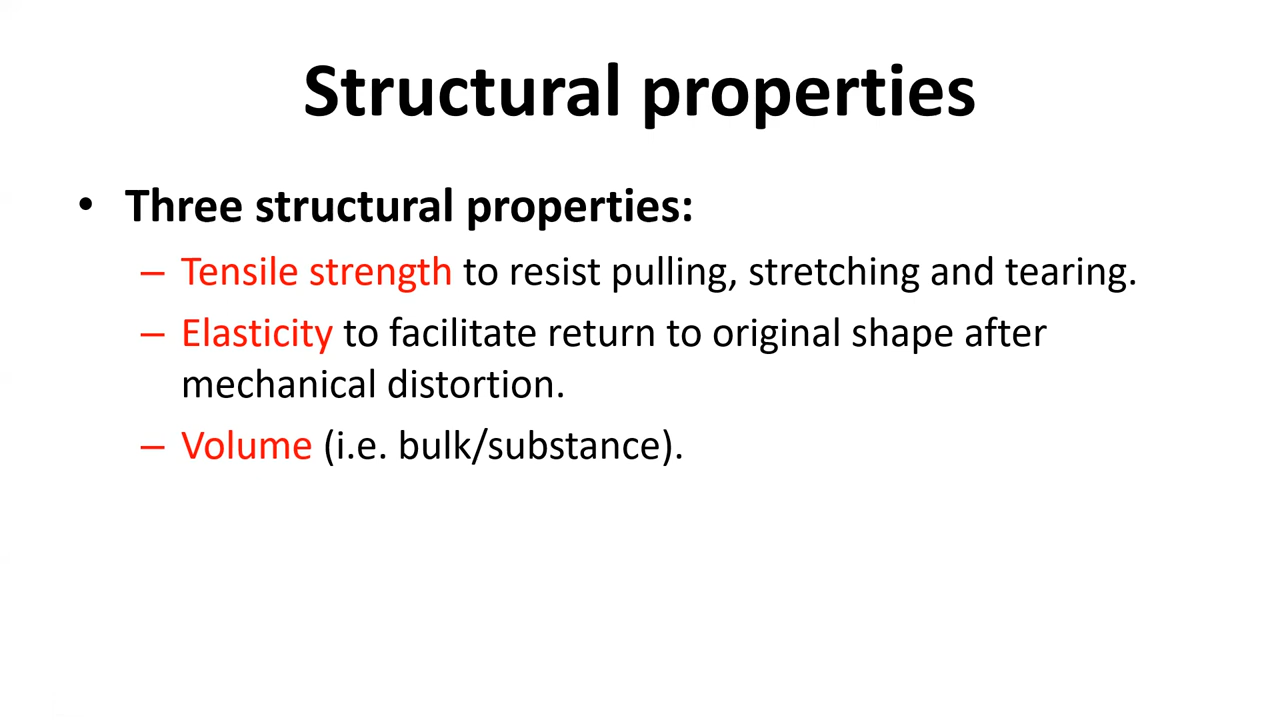 Structural properties
• Three structural properties:
– Tensile strength to resist pulling, stretching and tearing.
– Elasticity to facilitate return to original shape after
mechanical distortion.
– Volume (i.e. bulk/substance).